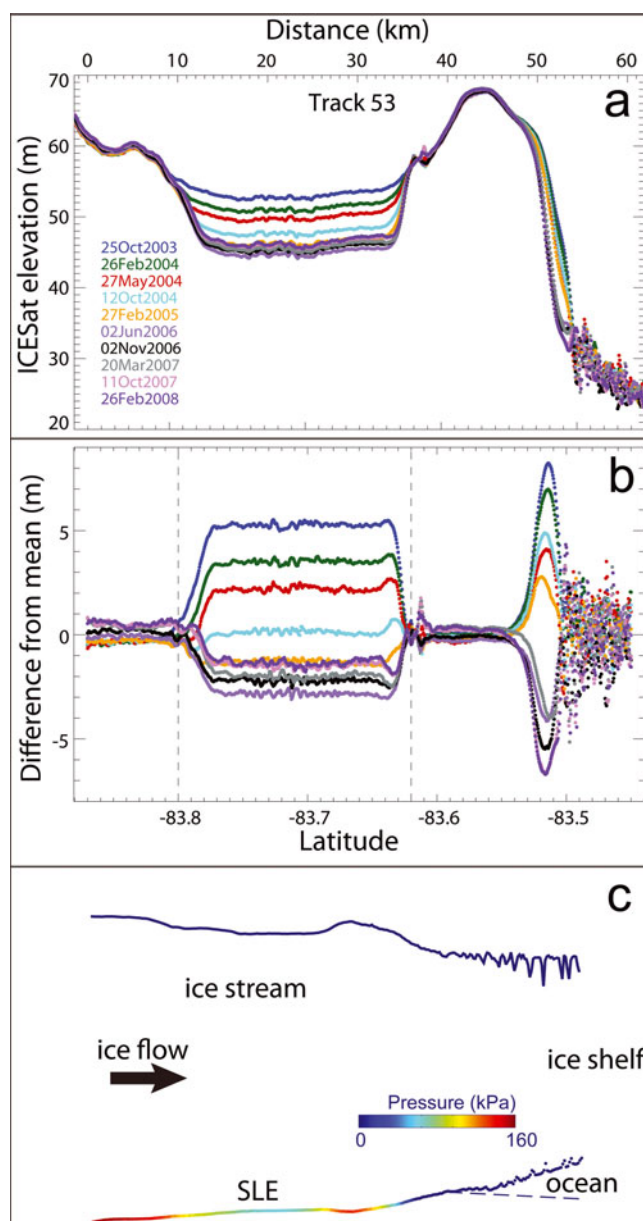 Distance (km)
0 10 20 30 40 50 60
70
60
50
40
30
20
ICESat elevation (m)
Track 53
a
25Oct2003
26Feb2004
27May2004
12Oct2004
27Feb2005
02Jun2006
02Nov2006
20Mar2007
11Oct2007
26Feb2008
b
5
0
-5
Difference from mean (m)
-83.8 -83.7 -83.6 -83.5
Latitude
c
ice stream
ice flow
ice shelf
Pressure (kPa)
0 160
SLE
ocean